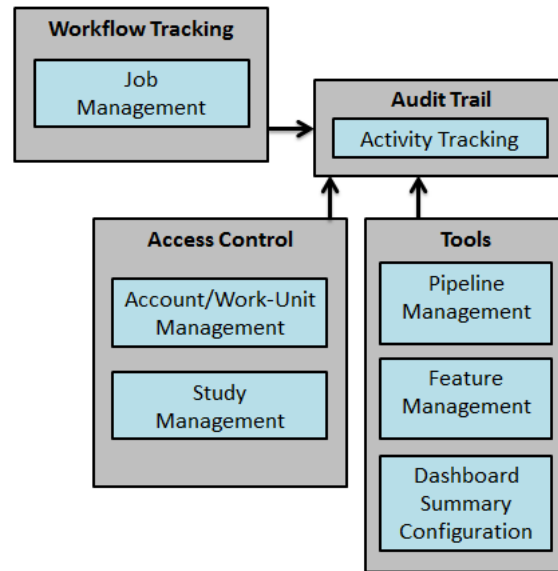 Workflow Tracking
Job
Management
Audit Trail
Activity Tracking
Access Control
Account/Work-Unit
Management
Study
Management
Tools
Pipeline
Management
Feature
Management
Dashboard
Summary
Configuration